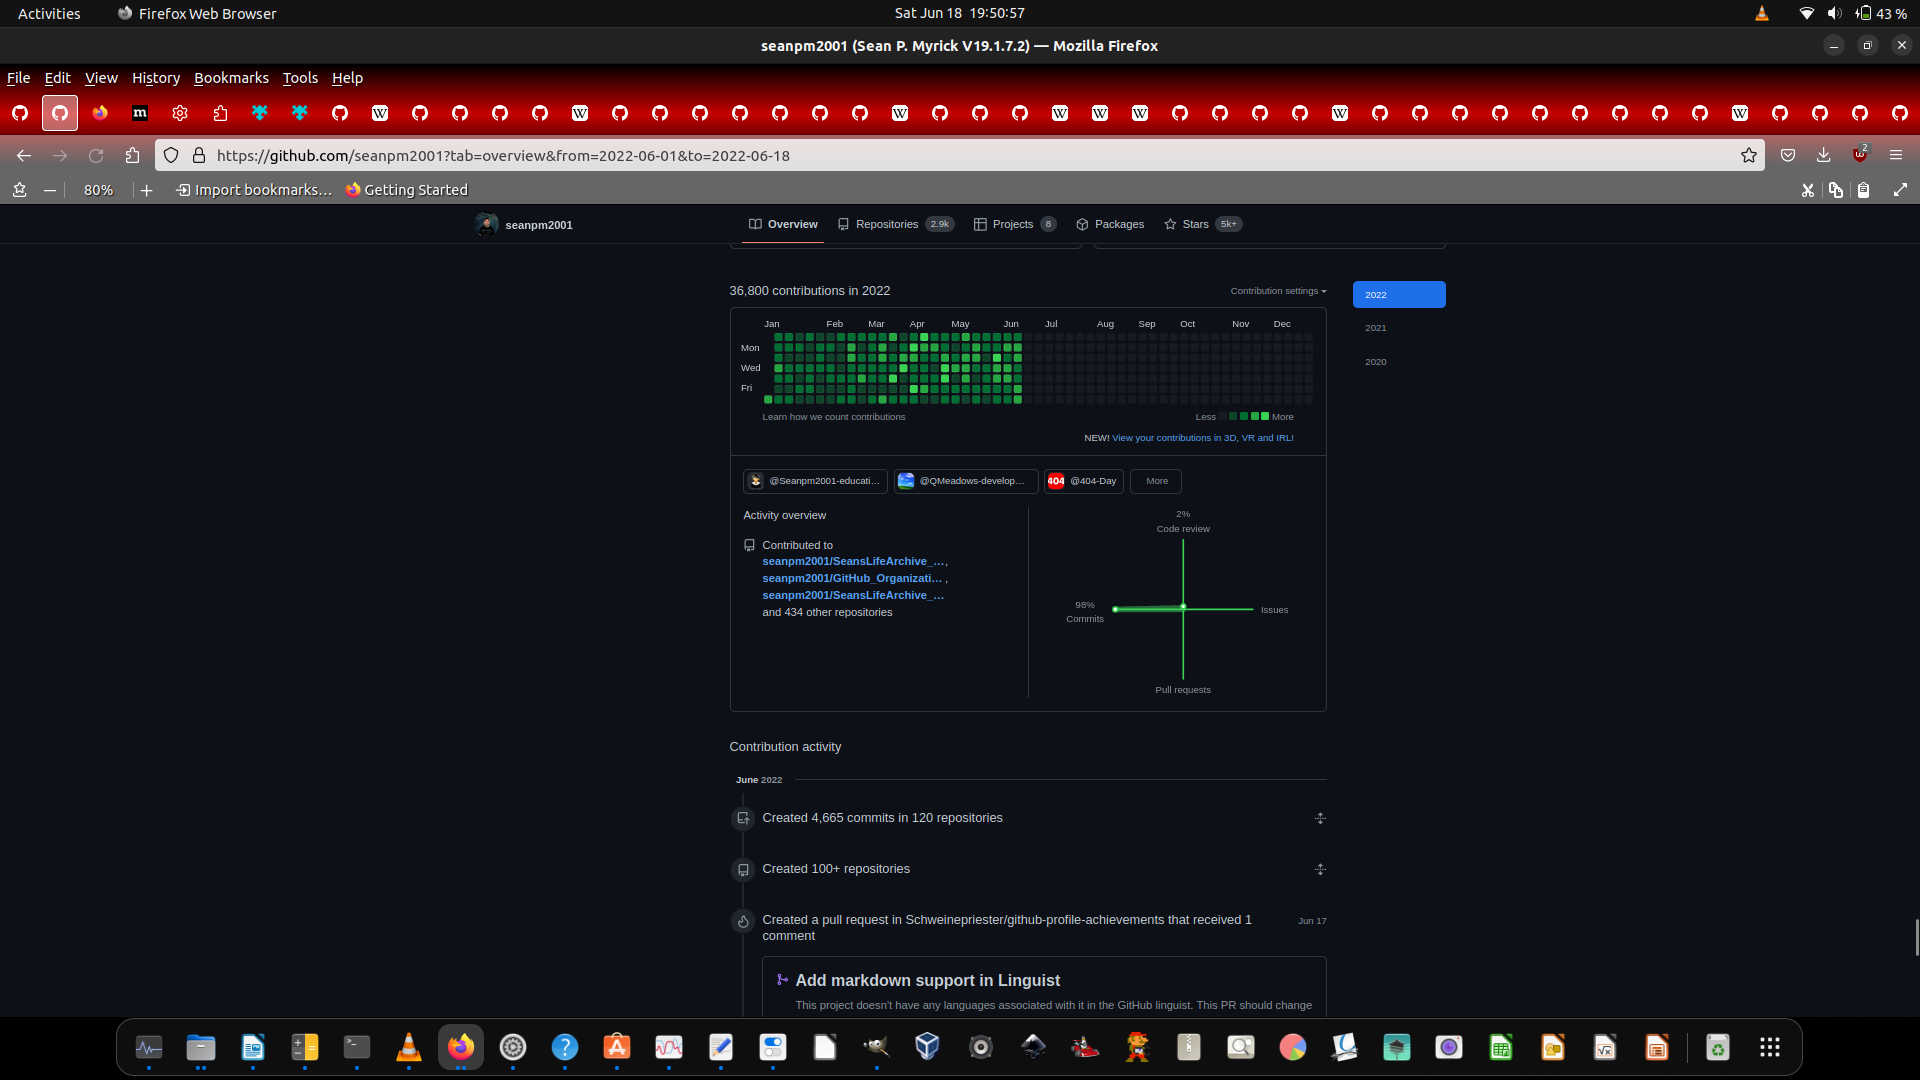 Activities
Firefox Web Browser
Sat Jun 18 19:50:57
43 %
seanpm2001 (Sean P. Myrick V19.1.7.2) — Mozilla Firefox
File Edit View History Bookmarks Tools Help
https://github.com/seanpm2001?tab=overview&from=2022-06-01&to=2022-06-18
2
80%
Import bookmarks…
Getting Started
seanpm2001
Overview
Repositories 2.9k
Projects 8
Packages
Stars 5k+
36,800 contributions in 2022
Contribution settings
2022
2021
2020
Jan Feb Mar Apr May Jun Jul Aug Sep Oct Nov Dec
Mon
Wed
Fri
Learn how we count contributions
Less More
NEW! View your contributions in 3D, VR and IRL!
@Seanpm2001-educati…
@QMeadows-develop…
404 @404-Day
More
Activity overview
Contributed to
seanpm2001/SeansLifeArchive_… ,
seanpm2001/GitHub_Organizati… ,
seanpm2001/SeansLifeArchive_…
and 434 other repositories
2%
Code review
98%
Commits
Issues
Pull requests
Contribution activity
June 2022
Created 4,665 commits in 120 repositories
Created 100+ repositories
Created a pull request in Schweinepriester/github-profile-achievements that received 1
comment
Jun 17
Add markdown support in Linguist
This project doesn't have any languages associated with it in the GitHub linguist. This PR should change